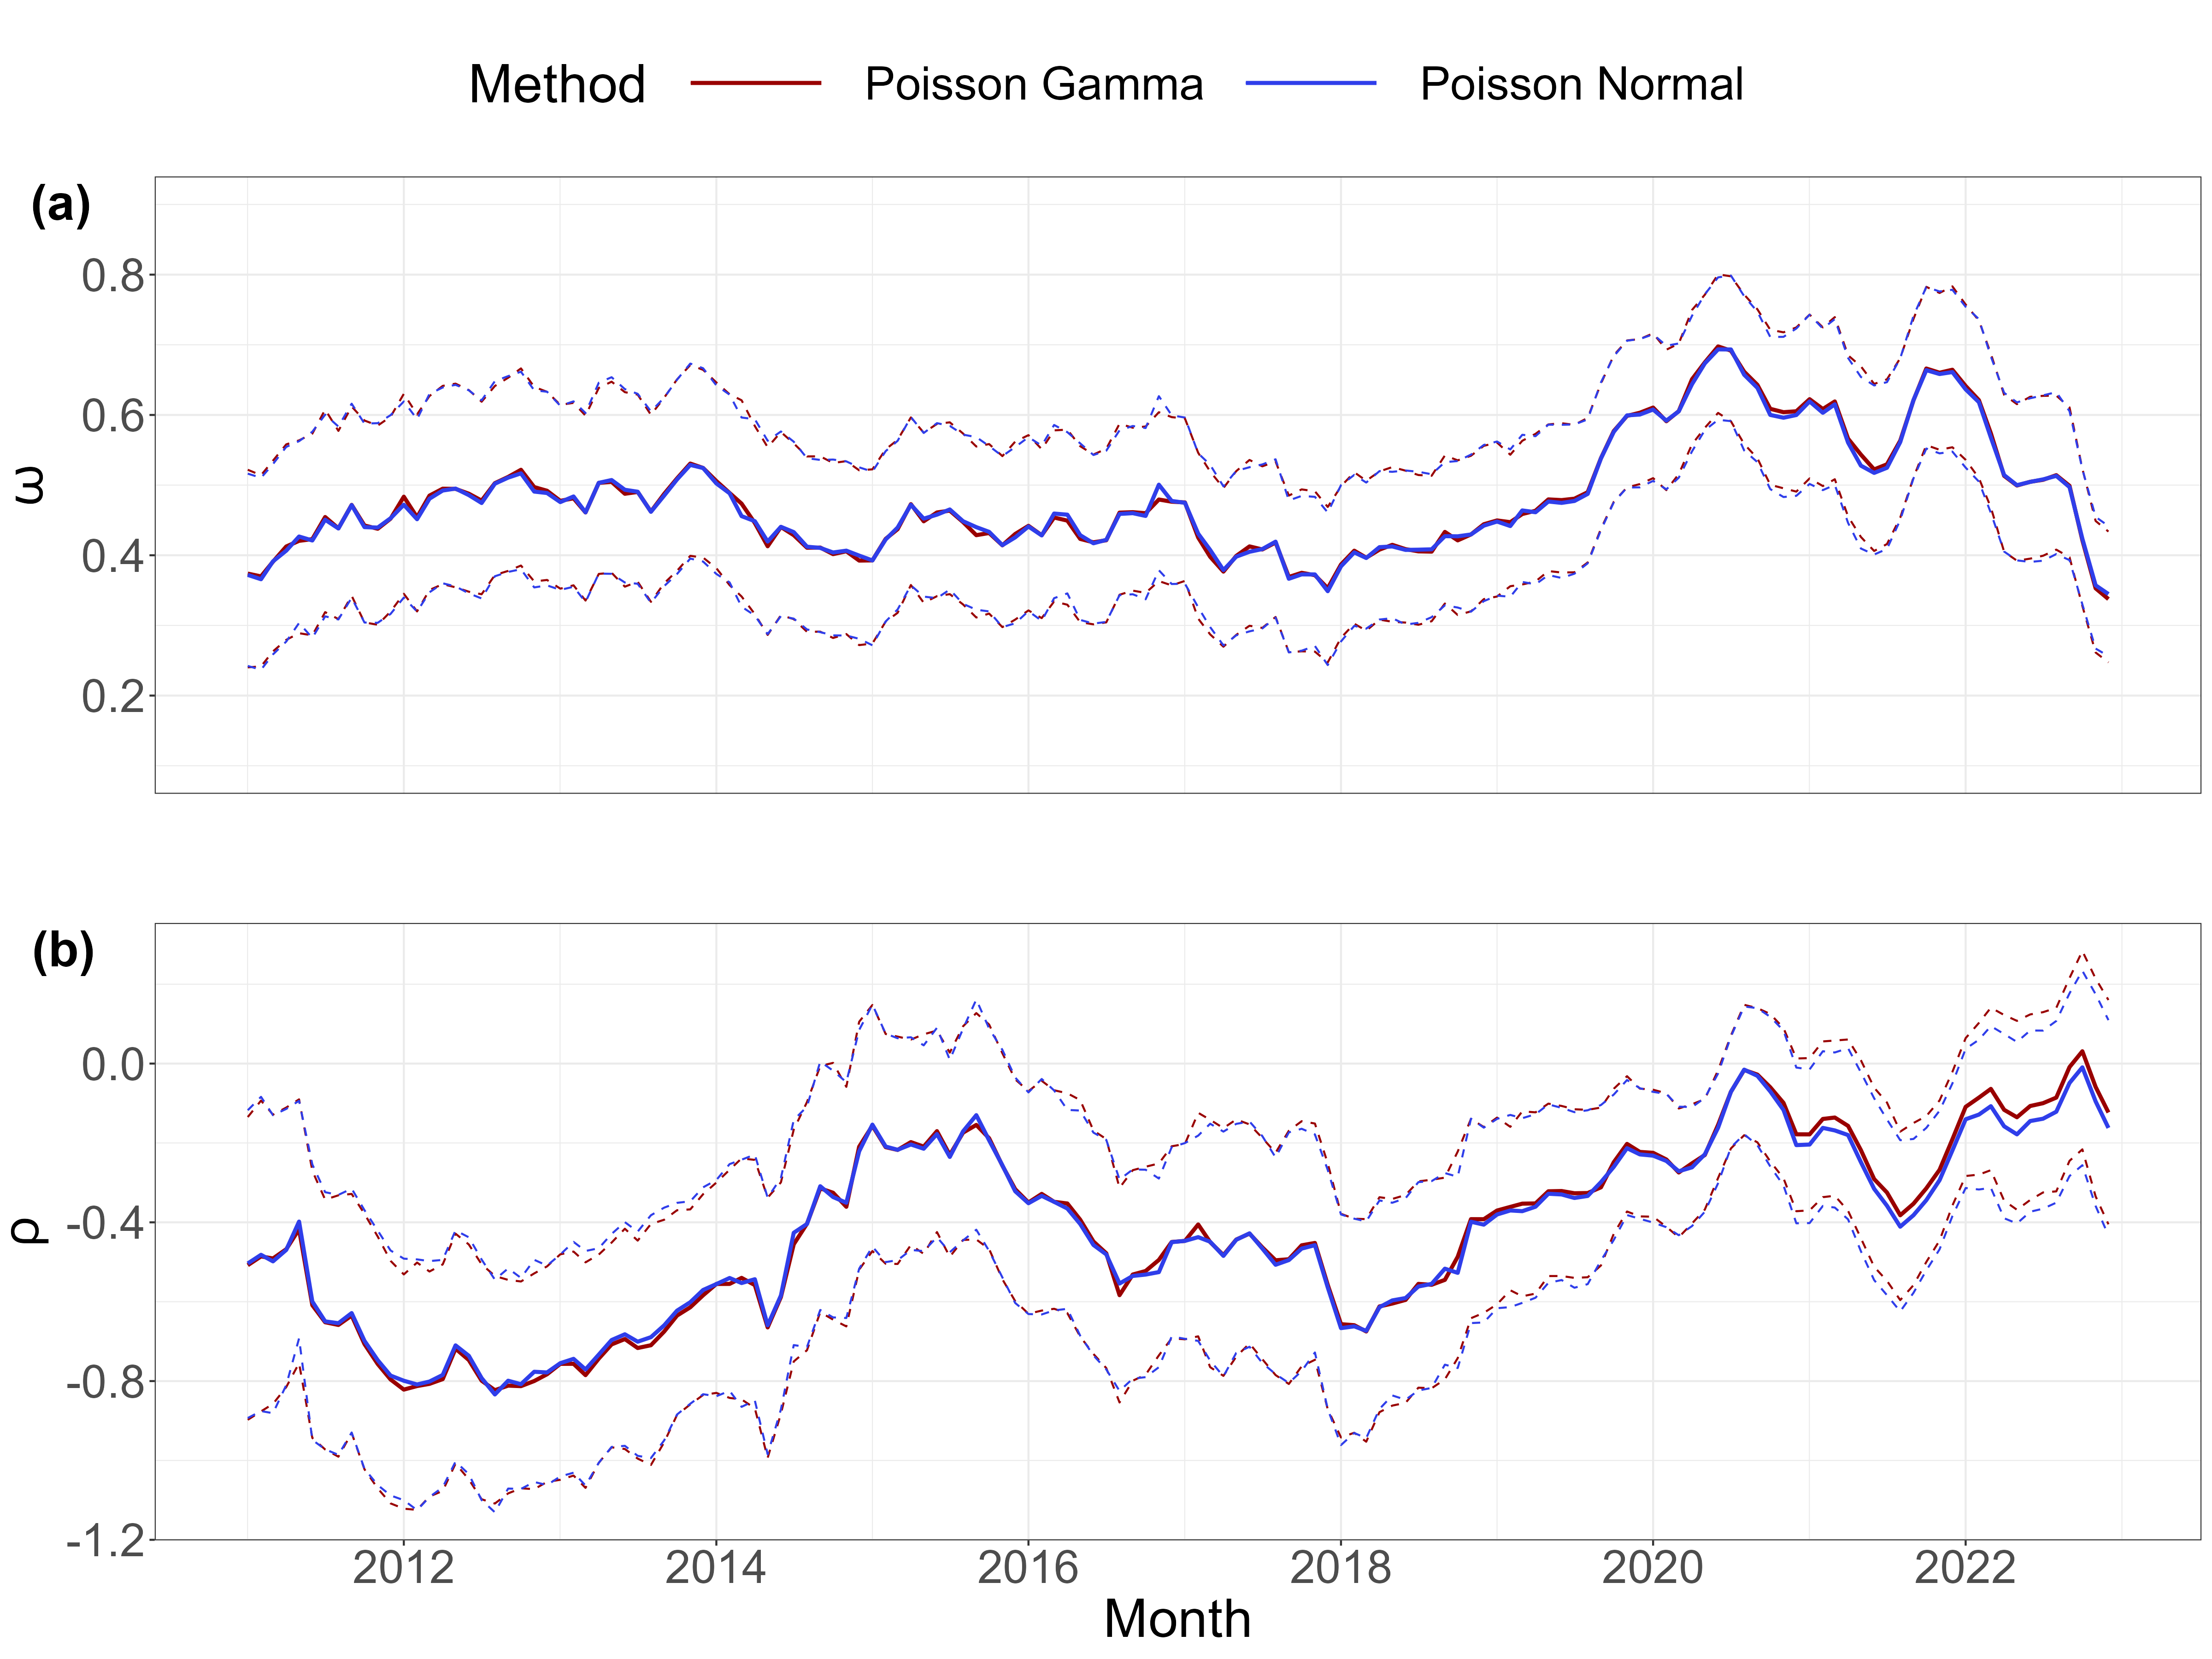 Method Poisson Gamma Poisson Normal
(a)
0.8
0.6
ω
0.4
0.2
(b)
0.0
-0.4
ρ
-0.8
-1.2
2012 2014 2016 2018 2020 2022
Month